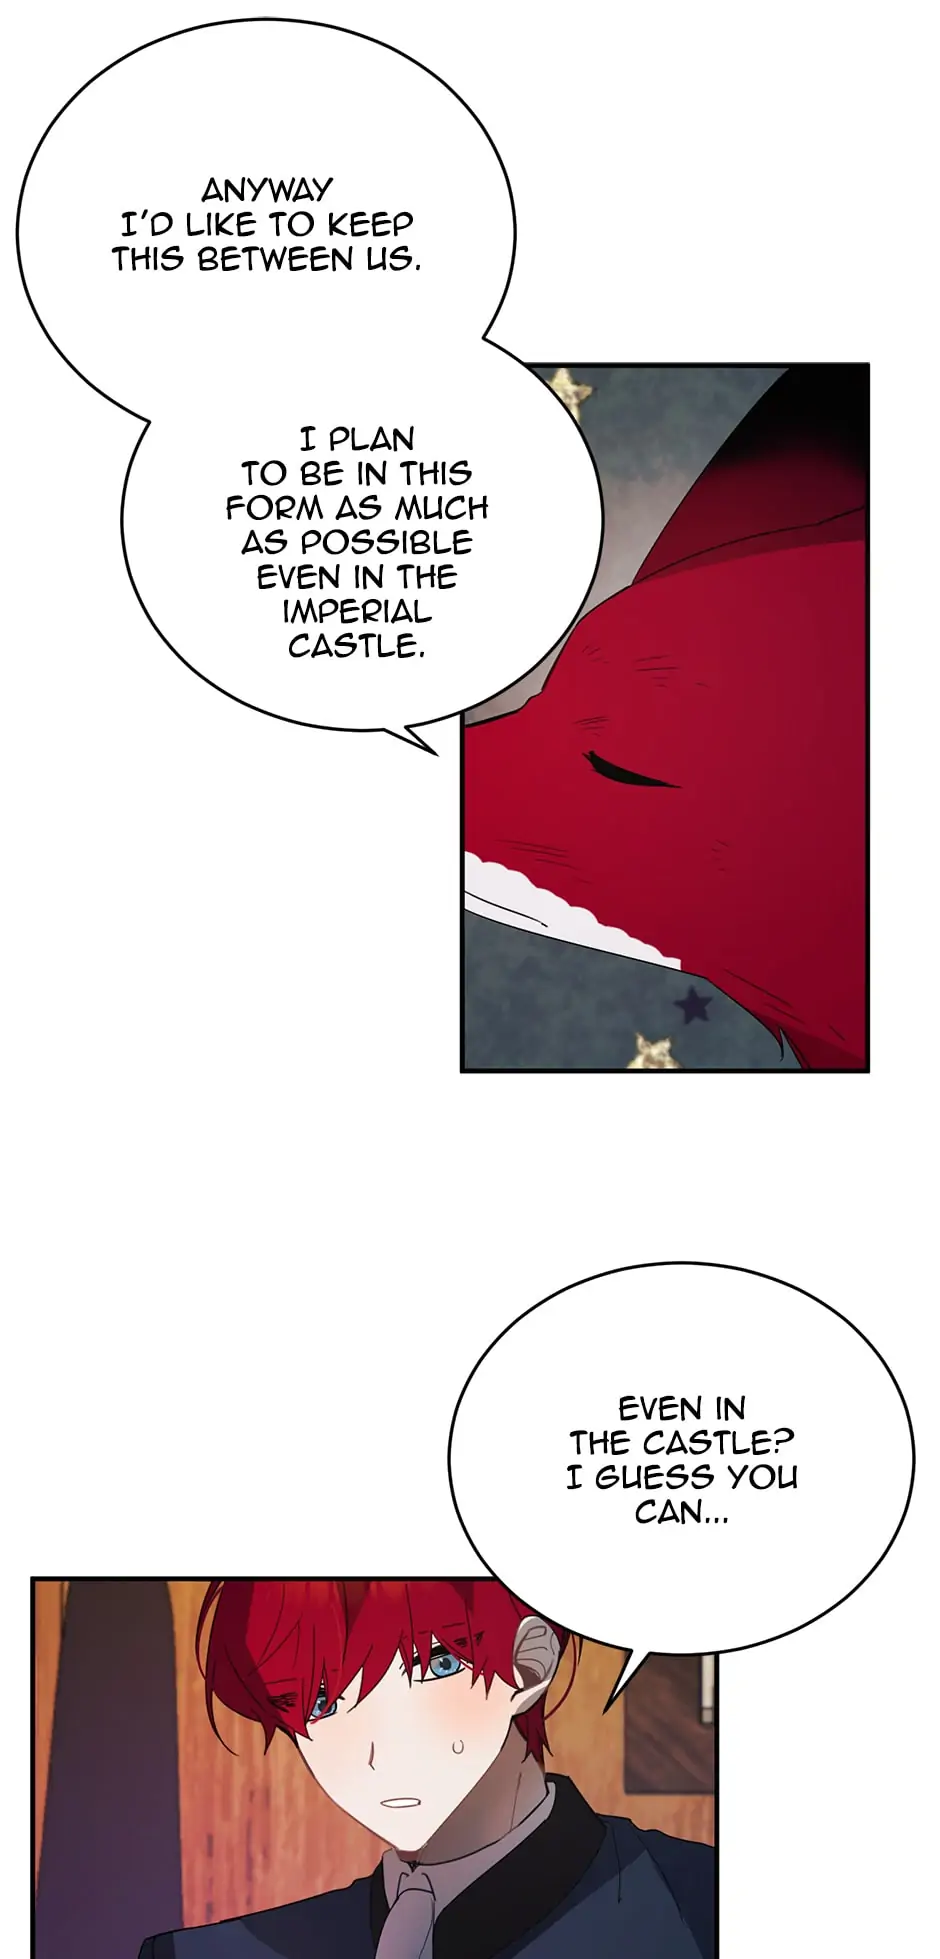 ANYWAY
I'D LIKE TO KEEP
THIS BETWEEN US.
I PLAN
TO BE IN THIS
FORM AS MUCH
AS POSSIBLE
EVEN IN THE
IMPERIAL
CASTLE.
EVEN IN
THE CASTLE?
I GUESS YOU
CAN...